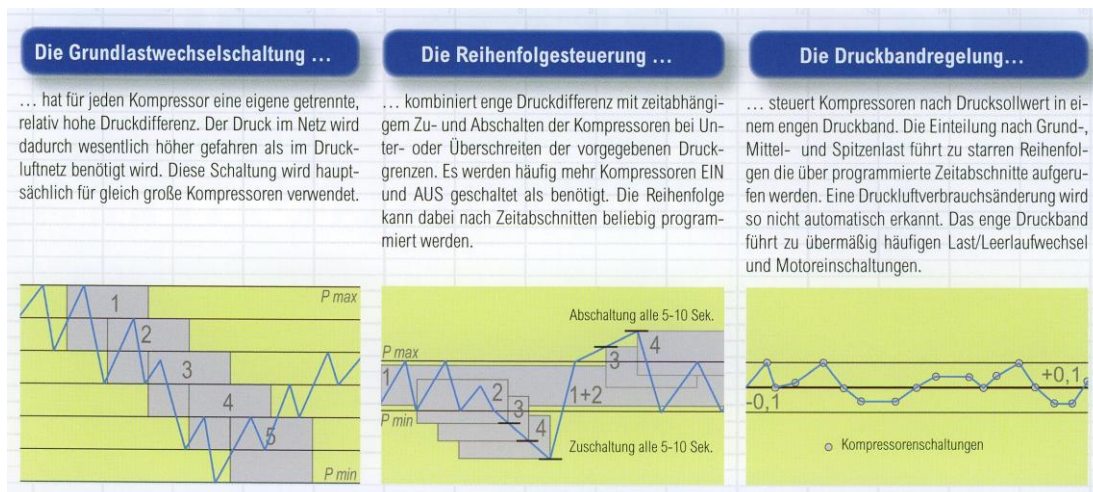 Die Grundlastwechselschaltung ...
... hat für jeden Kompressor eine eigene getrennte,
relativ hohe Druckdifferenz. Der Druck im Netz wird
dadurch wesentlich höher gefahren als im Druck-
luftnetz benötigt wird. Diese Schaltung wird haupt-
sächlich für gleich große Kompressoren verwendet.
P max
1
2
3
4
5
P min
Die Reihenfolgesteuerung ...
... kombiniert enge Druckdifferenz mit zeitabhängi-
gem Zu- und Abschalten der Kompressoren bei Un-
ter- oder Überschreiten der vorgegebenen Druck-
grenzen. Es werden häufig mehr Kompressoren EIN
und AUS geschaltet als benötigt. Die Reihenfolge
kann dabei nach Zeitabschnitten beliebig program-
miert werden.
Abschaltung alle 5-10 Sek.
P max
3
4
1
2
1+2
3
P min
4
Zuschaltung alle 5-10 Sek.
Die Druckbandregelung...
... steuert Kompressoren nach Drucksollwert in ei-
nem engen Druckband. Die Einteilung nach Grund-,
Mittel- und Spitzenlast führt zu starren Reihenfol-
gen die über programmierte Zeitabschnitte aufgeru-
fen werden. Eine Druckluftverbrauchsänderung wird
so nicht automatisch erkannt. Das enge Druckband
führt zu übermäßig häufigen Last/Leerlaufwechsel
und Motoreinschaltungen.
+0,1
-0,1
Kompressorenschaltungen